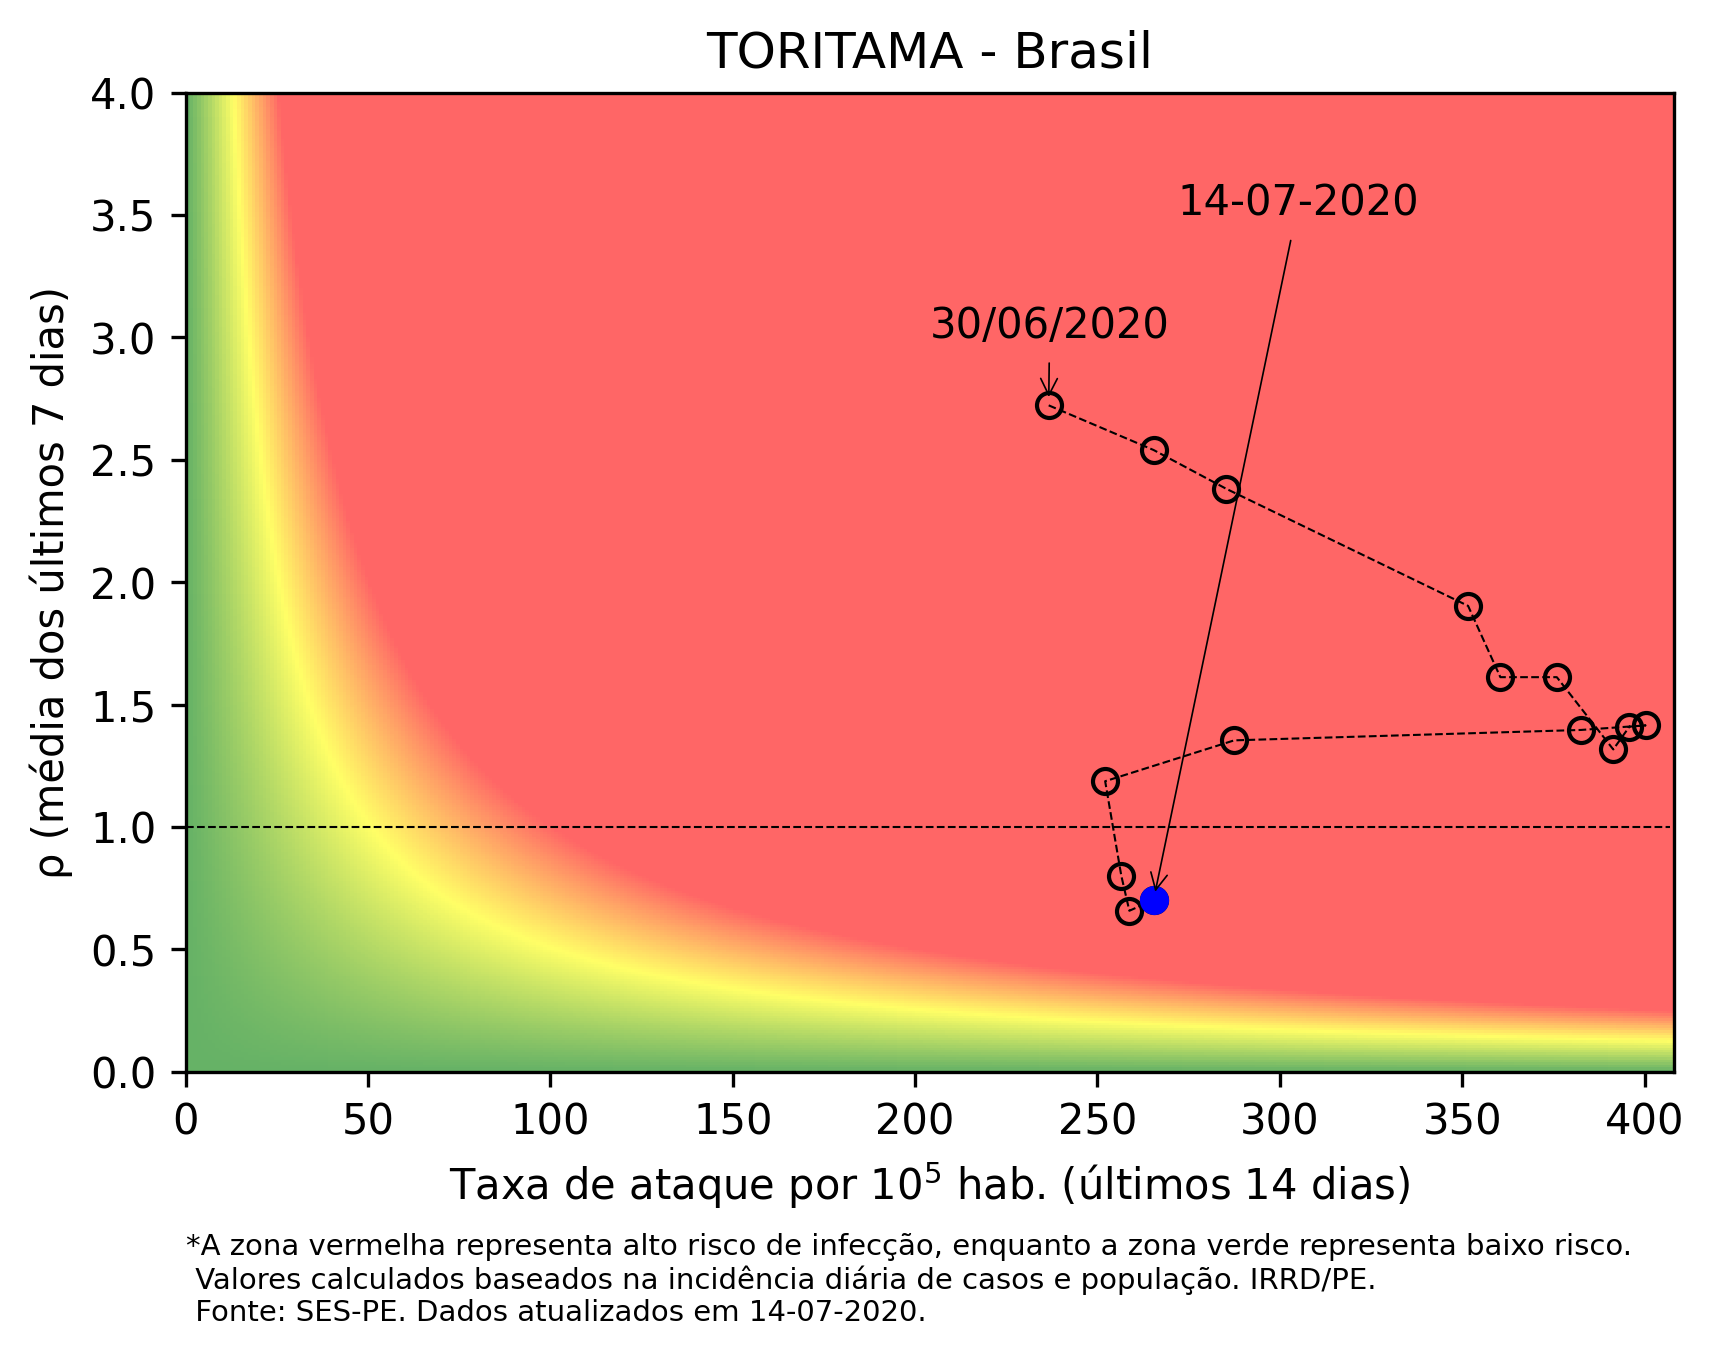 TORITAMA - Brasil
4.0
3.5
3.0
2.5
2.0
1.5
1.0
0.5
0.0
ρ (média dos últimos 7 dias)
14-07-2020
30/06/2020
0 50 100 150 200 250 300 350 400
Taxa de ataque por 10⁵ hab. (últimos 14 dias)
*A zona vermelha representa alto risco de infecção, enquanto a zona verde representa baixo risco.
Valores calculados baseados na incidência diária de casos e população. IRRD/PE.
Fonte: SES-PE. Dados atualizados em 14-07-2020.